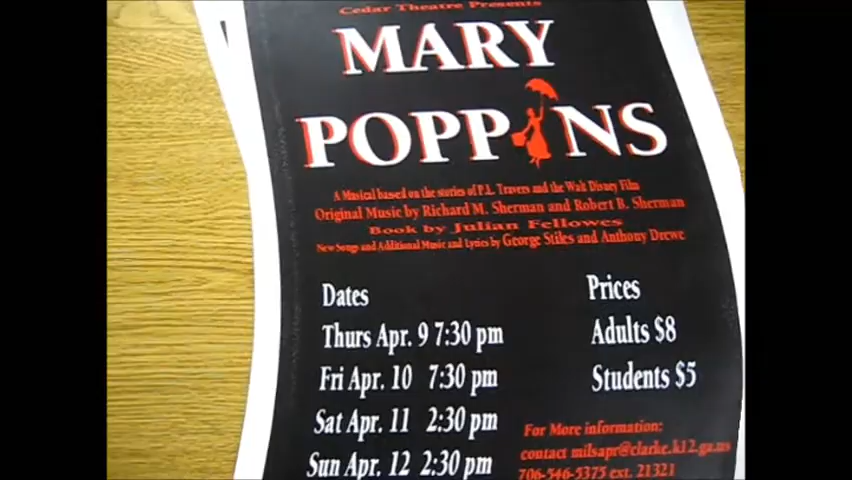 Cedar Theatre Presents
MARY
POPPINS
A Musical based on the stories of P.L. Travers and the Walt Disney Film
Original Music by Richard M. Sherman and Robert B. Sherman
Book by Julian Fellowes
New Songs and Additional Music and Lyrics by George Stiles and Anthony Drewe
Dates
Thurs Apr. 9 7:30 pm
Fri Apr. 10 7:30 pm
Sat Apr. 11 2:30 pm
Sun Apr. 12 2:30 pm
Prices
Adults $8
Students $5
For More information:
contact milsapr@clarke.k12.ga.us
706-546-5375 ext. 21321